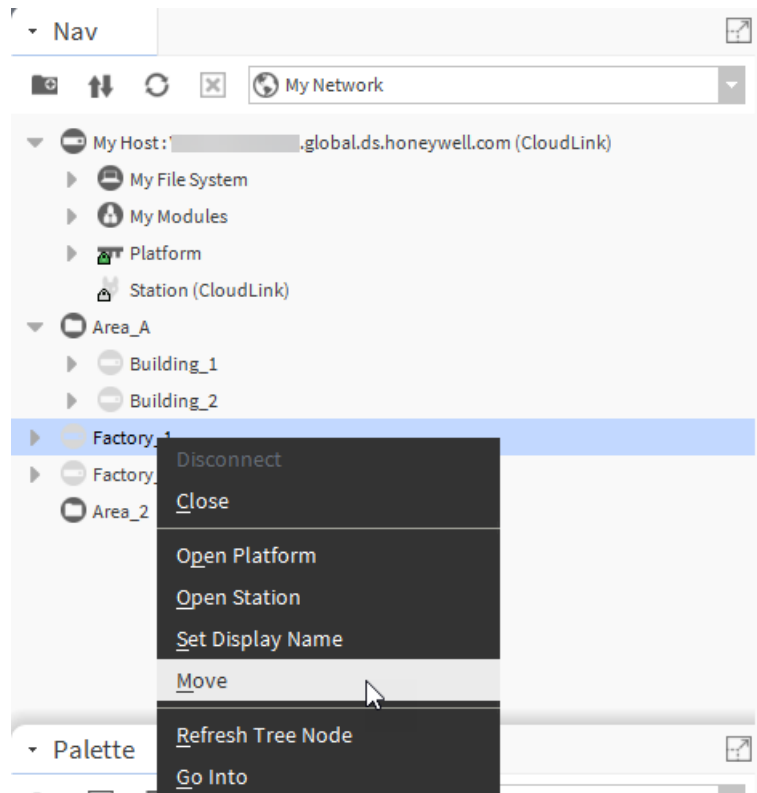 Nav
My Network
My Host : .global.ds.honeywell.com (CloudLink)
My File System
My Modules
Platform
Station (CloudLink)
Area_A
Building_1
Building_2
Factory_1
Factory_
Area_2
Disconnect
Close
Open Platform
Open Station
Set Display Name
Move
Refresh Tree Node
Go Into
Palette